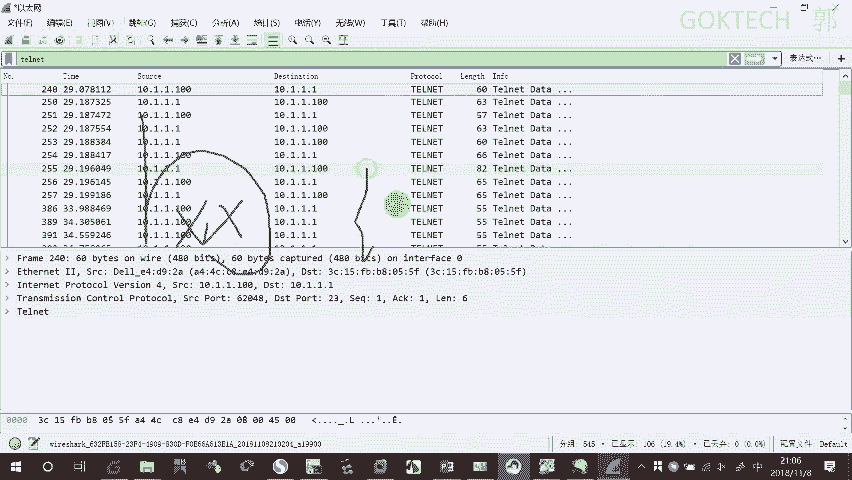 *以太网
GOKTECH 郭
文件(F) 编辑(E) 视图(V) 跳转(G) 捕获(C) 分析(A) 统计(S) 电话(Y) 无线(W) 工具(T) 帮助(H)
telnet 表达式… +
No. Time Source Destination Protocol Length Info
240 29.078112 10.1.1.100 10.1.1.1 TELNET 60 Telnet Data ...
250 29.187325 10.1.1.1 10.1.1.100 TELNET 63 Telnet Data ...
251 29.187472 10.1.1.100 10.1.1.1 TELNET 57 Telnet Data ...
252 29.187554 10.1.1.1 10.1.1.100 TELNET 63 Telnet Data ...
253 29.188384 10.1.1.1 10.1.1.100 TELNET 60 Telnet Data ...
254 29.188417 10.1.1.100 10.1.1.1 TELNET 66 Telnet Data ...
255 29.196049 10.1.1.1 10.1.1.100 TELNET 82 Telnet Data ...
256 29.196145 10.1.1.100 10.1.1.1 TELNET 65 Telnet Data ...
257 29.199186 10.1.1.1 10.1.1.100 TELNET 65 Telnet Data ...
386 33.988469 10.1.1.100 10.1.1.1 TELNET 55 Telnet Data ...
389 34.305061 10.1.1.100 10.1.1.1 TELNET 55 Telnet Data ...
391 34.559246 10.1.1.100 10.1.1.1 TELNET 55 Telnet Data ...
XX
Frame 240: 60 bytes on wire (480 bits), 60 bytes captured (480 bits) on interface 0
Ethernet II, Src: Dell_e4:d9:2a (a4:4c:c8:e4:d9:2a), Dst: 3c:15:fb:b8:05:5f (3c:15:fb:b8:05:5f)
Internet Protocol Version 4, Src: 10.1.1.100, Dst: 10.1.1.1
Transmission Control Protocol, Src Port: 62048, Dst Port: 23, Seq: 1, Ack: 1, Len: 6
Telnet
0000 3c 15 fb b8 05 5f a4 4c c8 e4 d9 2a 08 00 45 00
分组: 545 · 已显示: 106 (19.4%) · 已丢弃: 0 (0.0%) 配置文件: Default
中 21:06
2018/11/8